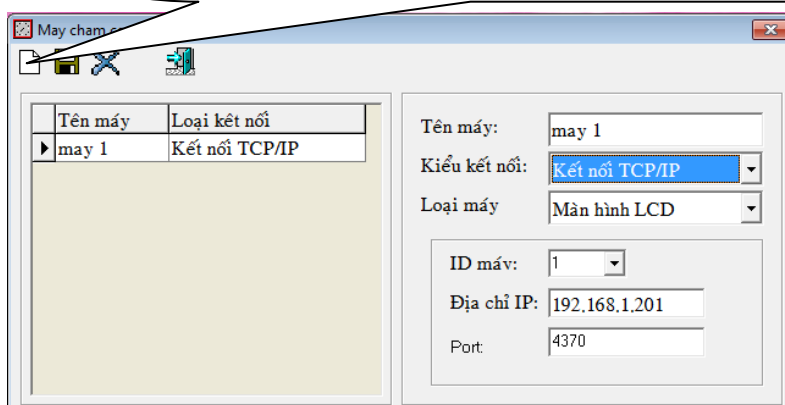 May cham
Tên máy Loại kết nối
may 1 Kết nối TCP/IP
Tên máy: may 1
Kiểu kết nối: Kết nối TCP/IP
Loại máy Màn hình LCD
ID máy: 1
Địa chỉ IP: 192.168.1.201
Port: 4370